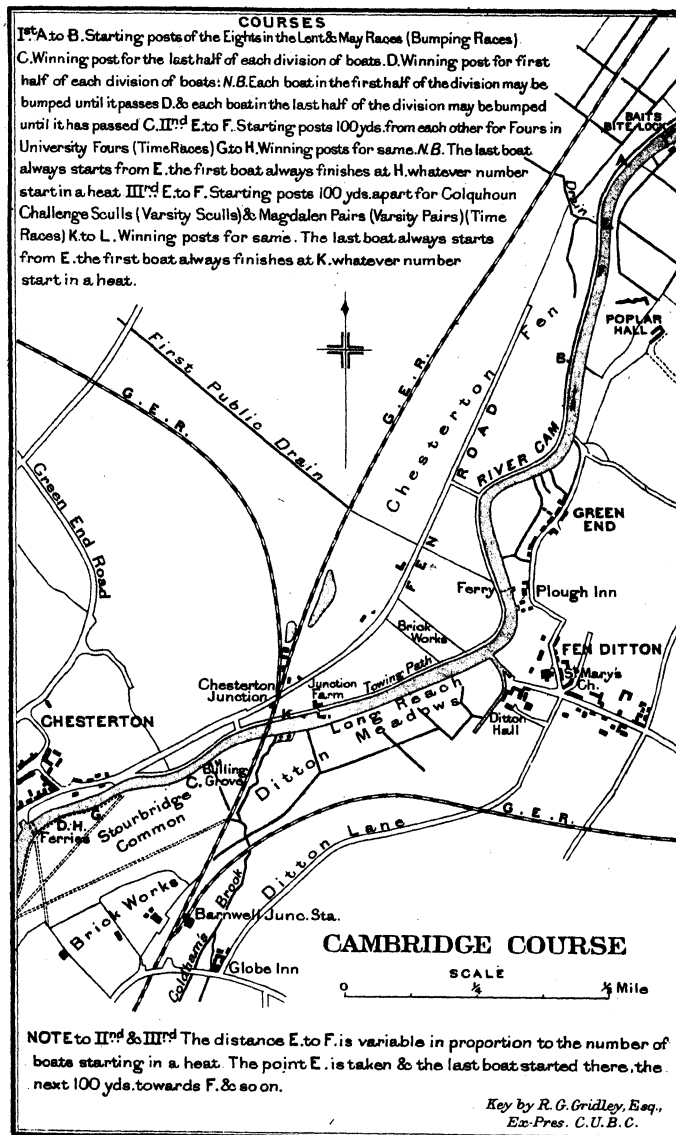 COURSES
Ist A. to B. Starting posts of the Eights in the Lent & May Races (Bumping Races)
C. Winning post for the last half of each division of boats. D. Winning post for first
half of each division of boats: N.B. Each boat in the first half of the division may be
bumped until it passes D. & each boat in the last half of the division may be bumped
until it has passed C. IInd E. to F. Starting posts 100 yds. from each other for Fours in
University Fours (Time Races) G. to H. Winning posts for same. N.B. The last boat
always starts from E. the first boat always finishes at H. whatever number
start in a heat IIIrd E. to F. Starting posts 100 yds. apart for Colquhoun
Challenge Sculls (Varsity Sculls) & Magdalen Pairs (Varsity Pairs) (Time
Races) K. to L. Winning posts for same. The last boat always starts
from E. the first boat always finishes at K. whatever number
start in a heat.
BAITS
BITE LOCK
A
Drain
POPLAR
HALL
B.
First Public Drain
G.E.R.
G.E.R.
Chesterton Fen
FEN ROAD
RIVER CAM
Green End Road
GREEN
END
Ferry
Plough Inn
Brick
Works
FEN DITTON
St Mary's
Ch.
Towing Path
Chesterton
Junction
Junction
Farm
Long Reach
K
Ditton Meadows
Ditton
Hall
CHESTERTON
Bulling
C. Grove
G.
D.H.
Ferries
Stourbridge
Common
G.E.R.
Ditton Lane
Brick Works
Barnwell Junc. Sta.
Coldham's Brook
Globe Inn
CAMBRIDGE COURSE
SCALE
0 ¼ ½ Mile
NOTE to IInd & IIIrd The distance E. to F. is variable in proportion to the number of
boats starting in a heat. The point E. is taken & the last boat started there, the
next 100 yds. towards F. & so on.
Key by R. G. Gridley, Esq.,
Ex-Pres. C.U.B.C.